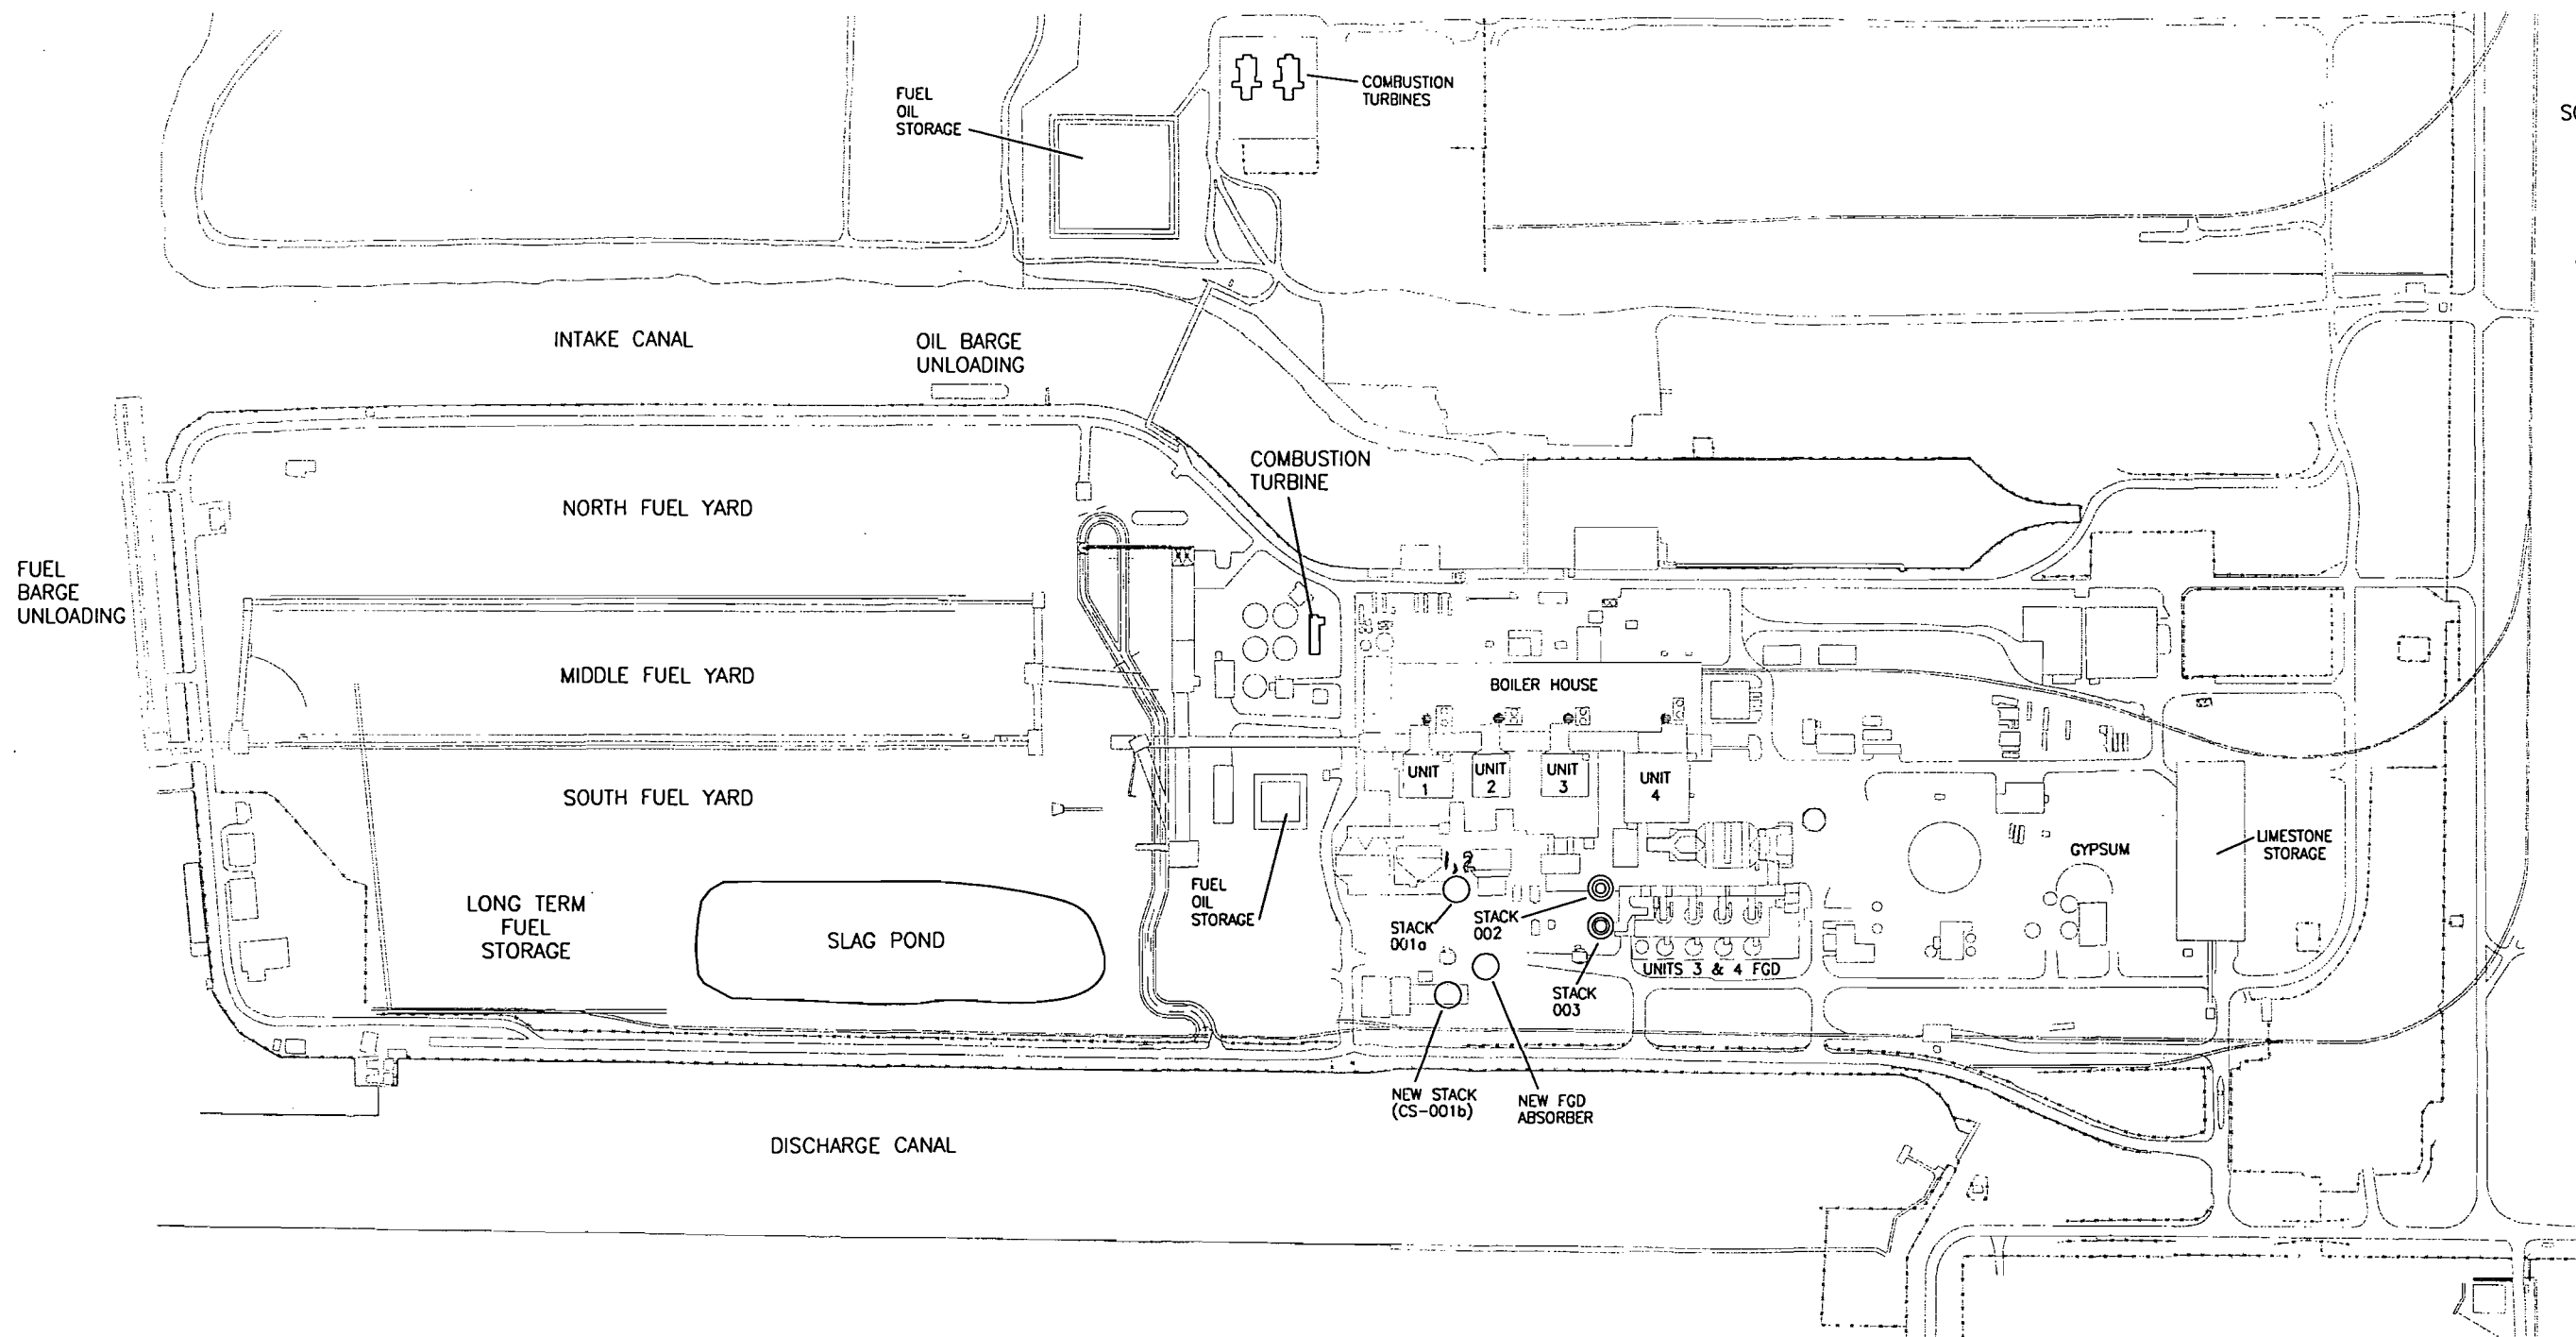 COMBUSTION
TURBINES
FUEL
OIL
STORAGE
INTAKE CANAL
OIL BARGE
UNLOADING
COMBUSTION
TURBINE
NORTH FUEL YARD
FUEL
BARGE
UNLOADING
MIDDLE FUEL YARD
BOILER HOUSE
SOUTH FUEL YARD
UNIT
1
UNIT
2
UNIT
3
UNIT
4
LIMESTONE
STORAGE
GYPSUM
1,2
FUEL
OIL
STORAGE
LONG TERM
FUEL
STORAGE
SLAG POND
STACK
001a
STACK
002
UNITS 3 & 4 FGD
STACK
003
NEW STACK
(CS-001b)
NEW FGD
ABSORBER
DISCHARGE CANAL